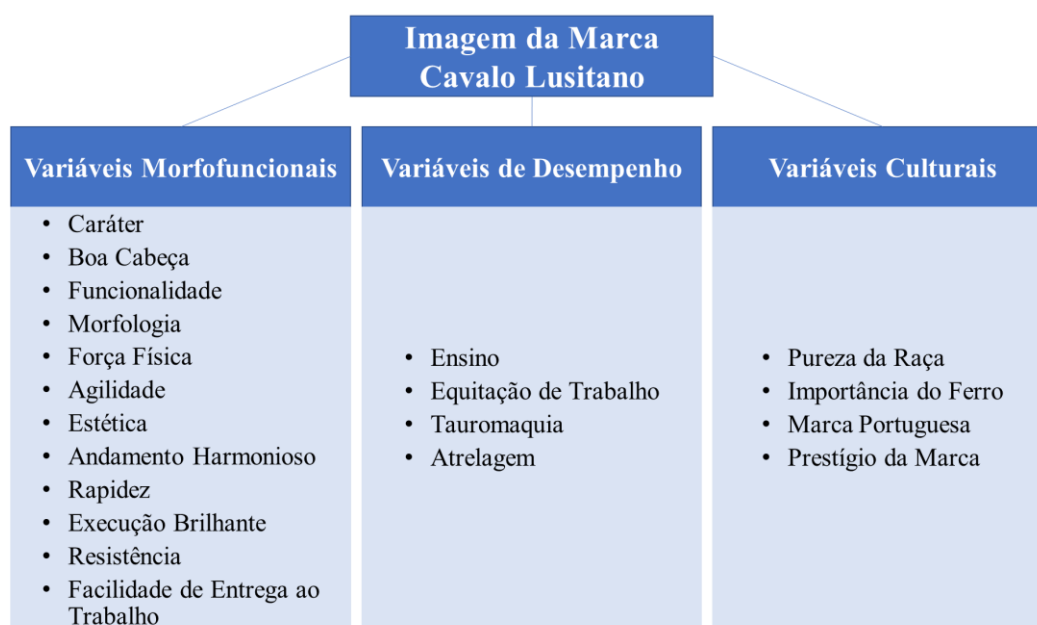 Imagem da Marca
Cavalo Lusitano
Variáveis Morfofuncionais
• Caráter
• Boa Cabeça
• Funcionalidade
• Morfologia
• Força Física
• Agilidade
• Estética
• Andamento Harmonioso
• Rapidez
• Execução Brilhante
• Resistência
• Facilidade de Entrega ao
Trabalho
Variáveis de Desempenho
• Ensino
• Equitação de Trabalho
• Tauromaquia
• Atrelagem
Variáveis Culturais
• Pureza da Raça
• Importância do Ferro
• Marca Portuguesa
• Prestígio da Marca